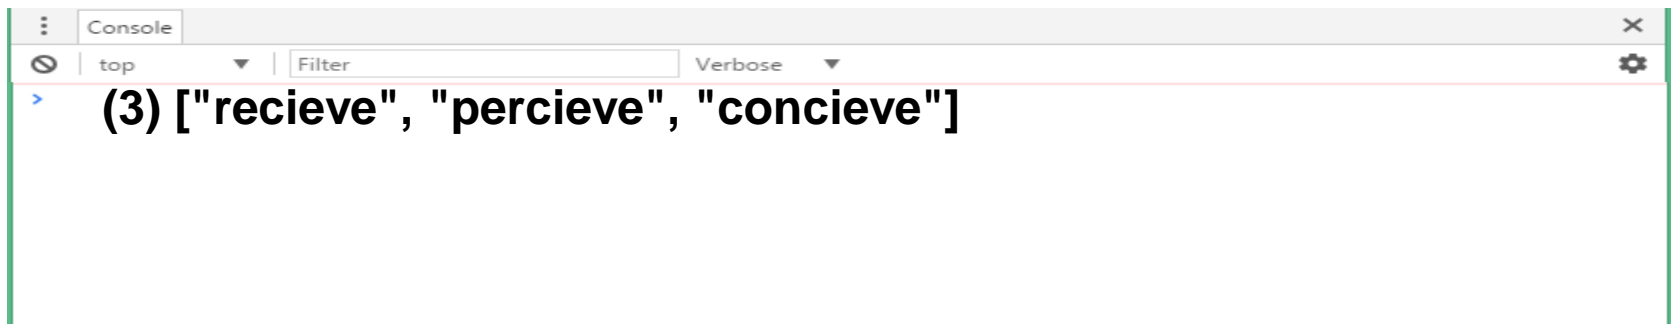 Console
top Filter Verbose
(3) ["recieve", "percieve", "concieve"]